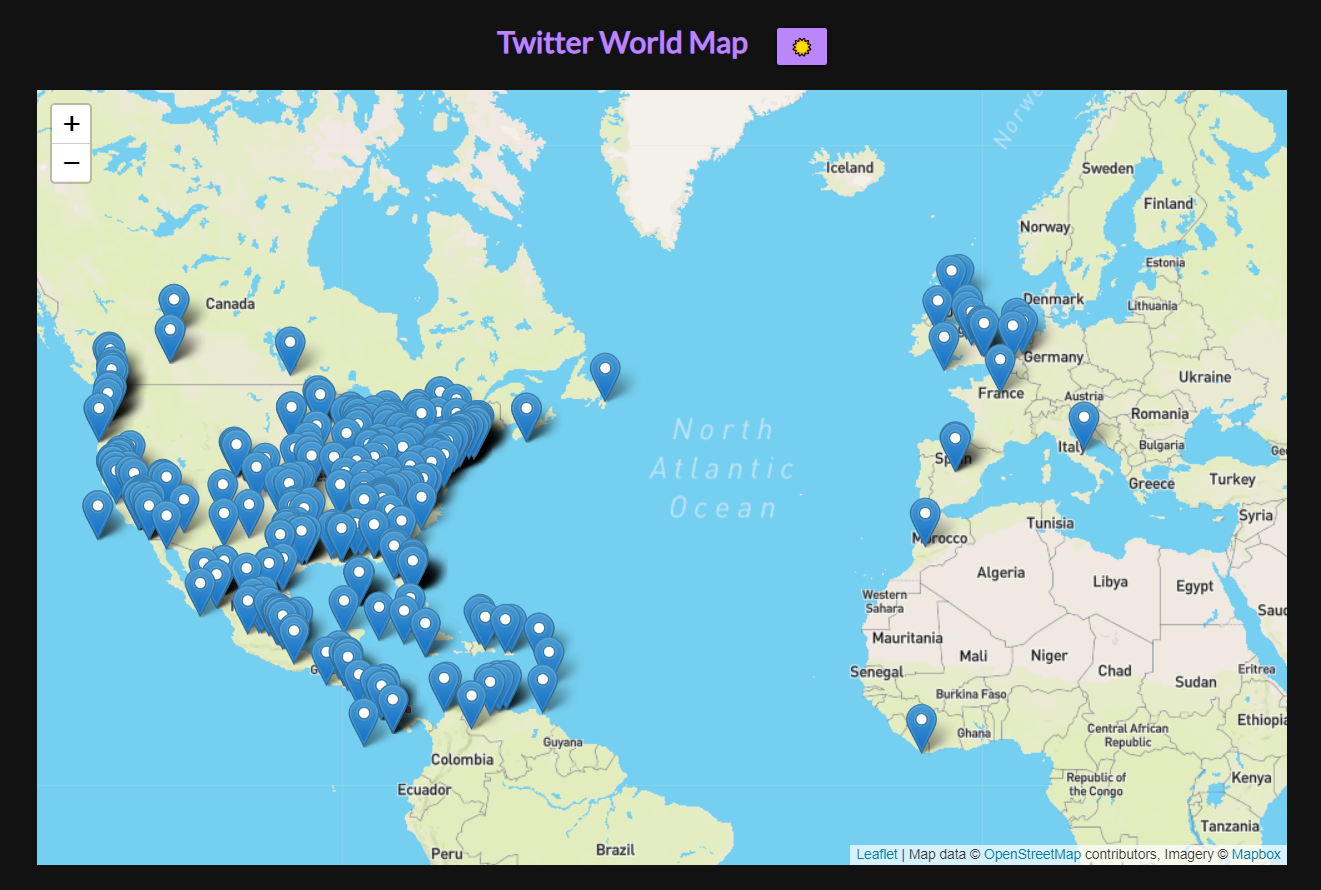 Twitter World Map
+
−
Norwe
Iceland
Sweden
Finland
Norway
Estonia
Canada
Denmark
Lithuania
Germany
Ukraine
France
Austria
Romania
North
Atlantic
Ocean
Italy
Bulgaria
Spain
Greece
Turkey
Tunisia
Syria
Morocco
Algeria
Libya
Egypt
Western
Sahara
Mauritania
Mali
Niger
Chad
Senegal
Sudan
Eritrea
Burkina Faso
Ghana
Central African
Republic
Ethiopia
Guyana
Colombia
Republic of
the Congo
Kenya
Ecuador
Tanzania
Peru
Brazil
Leaflet | Map data © OpenStreetMap contributors, Imagery © Mapbox